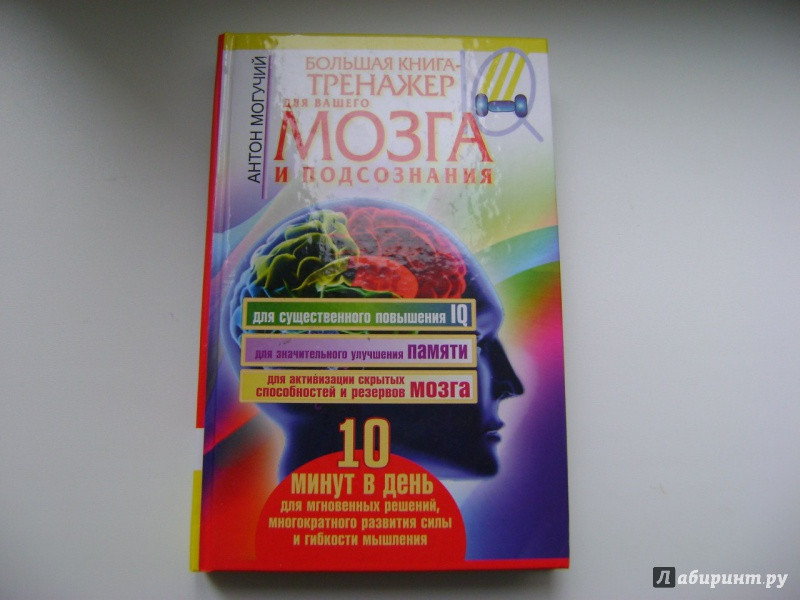 АНТОН МОГУЧИЙ
БОЛЬШАЯ КНИГА-
ТРЕНАЖЕР
ДЛЯ ВАШЕГО
МОЗГА
И ПОДСОЗНАНИЯ
для существенного повышения IQ
для значительного улучшения ПАМЯТИ
для активизации скрытых
способностей и резервов МОЗГА
10
МИНУТ В ДЕНЬ
для мгновенных решений,
многократного развития силы
и гибкости мышления
Лабиринт.ру